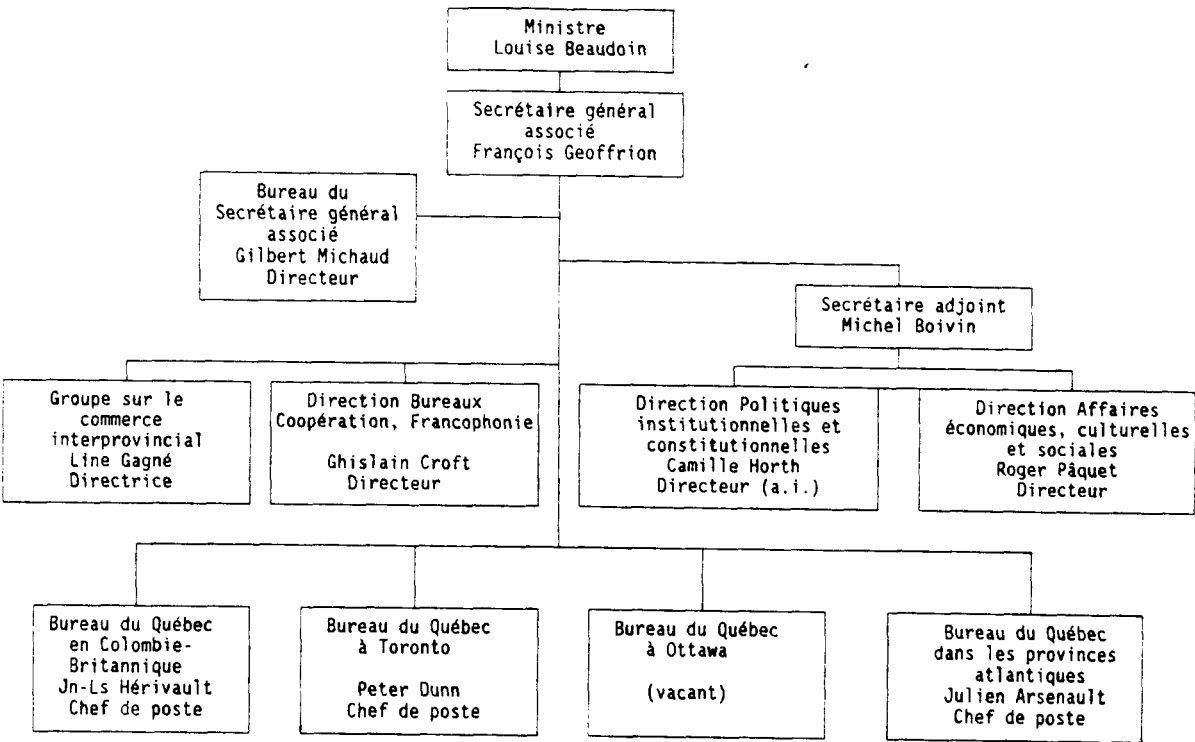 Ministre
Louise Beaudoin
Secrétaire général
associé
François Geoffrion
Bureau du
Secrétaire général
associé
Gilbert Michaud
Directeur
Secrétaire adjoint
Michel Boivin
Groupe sur le
commerce
interprovincial
Line Gagné
Directrice
Direction Bureaux
Coopération, Francophonie
Ghislain Croft
Directeur
Direction Politiques
institutionnelles et
constitutionnelles
Camille Horth
Directeur (a.i.)
Direction Affaires
économiques, culturelles
et sociales
Roger Pâquet
Directeur
Bureau du Québec
en Colombie-
Britannique
Jn-Ls Hérivault
Chef de poste
Bureau du Québec
à Toronto
Peter Dunn
Chef de poste
Bureau du Québec
à Ottawa
(vacant)
Bureau du Québec
dans les provinces
atlantiques
Julien Arsenault
Chef de poste